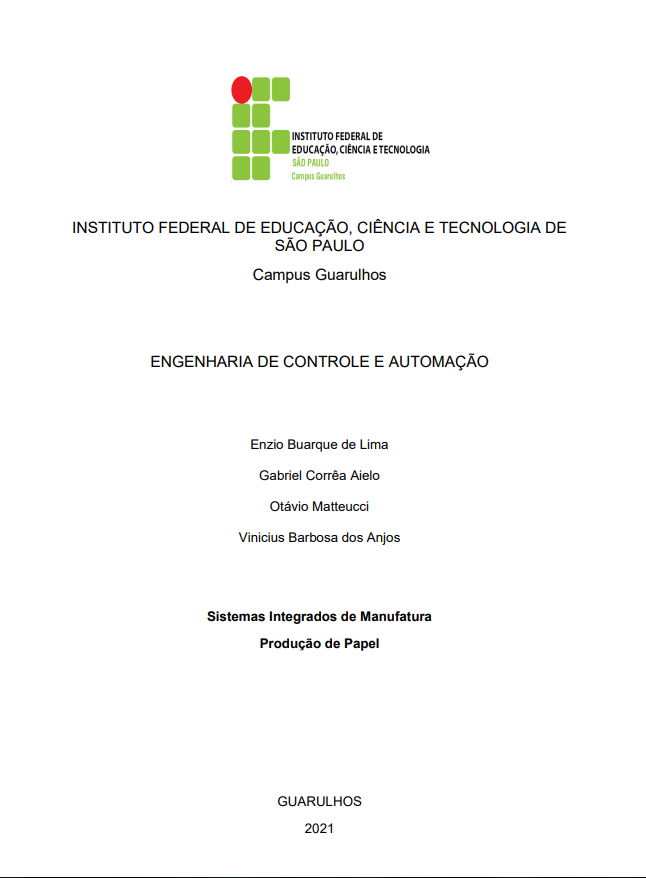 INSTITUTO FEDERAL DE
EDUCAÇÃO, CIÊNCIA E TECNOLOGIA
SÃO PAULO
Campus Guarulhos
INSTITUTO FEDERAL DE EDUCAÇÃO, CIÊNCIA E TECNOLOGIA DE
SÃO PAULO
Campus Guarulhos
ENGENHARIA DE CONTROLE E AUTOMAÇÃO
Enzio Buarque de Lima
Gabriel Corrêa Aielo
Otávio Matteucci
Vinicius Barbosa dos Anjos
Sistemas Integrados de Manufatura
Produção de Papel
GUARULHOS
2021